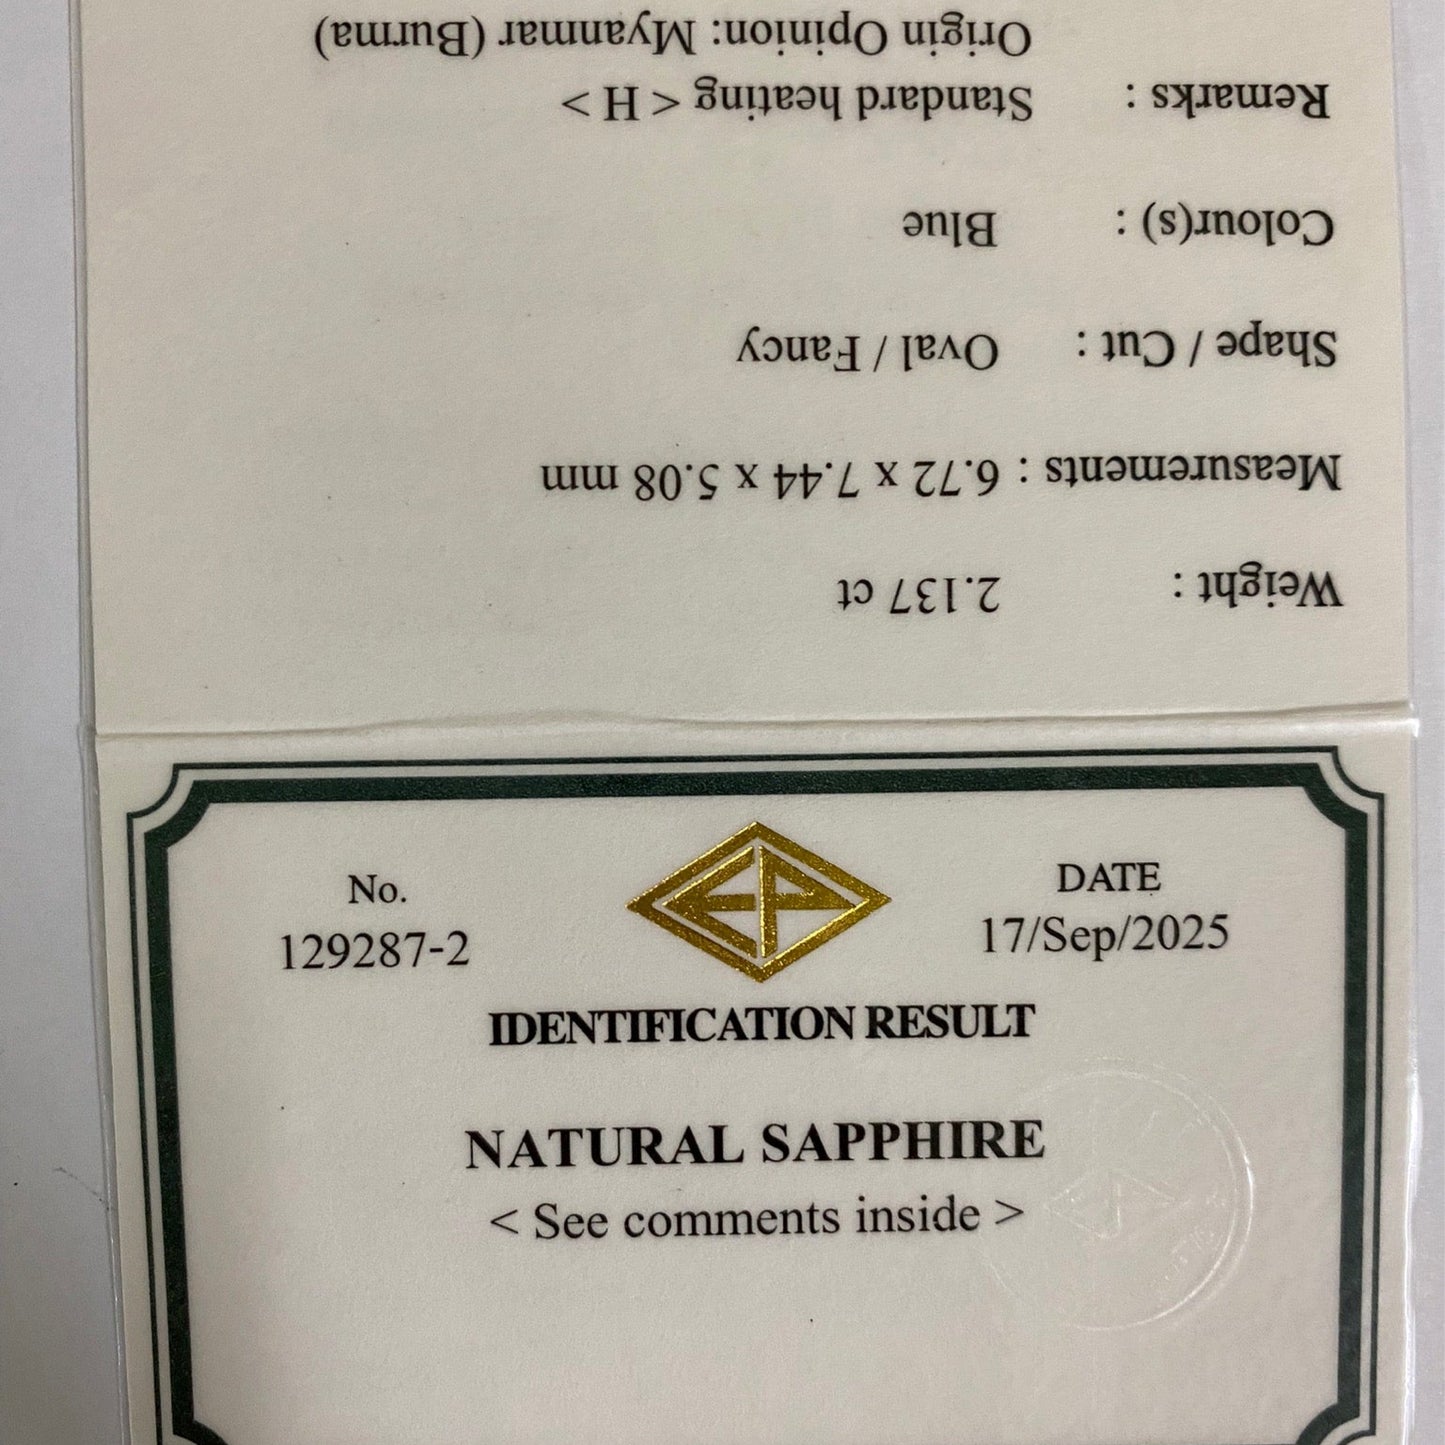 Weight : 2.137 ct
Measurements : 6.72 x 7.44 x 5.08 mm
Shape / Cut : Oval / Fancy
Colour(s) : Blue
Remarks : Standard heating < H >
Origin Opinion: Myanmar (Burma)
No.
129287-2
EP
DATE
17/Sep/2025
IDENTIFICATION RESULT
NATURAL SAPPHIRE
< See comments inside >